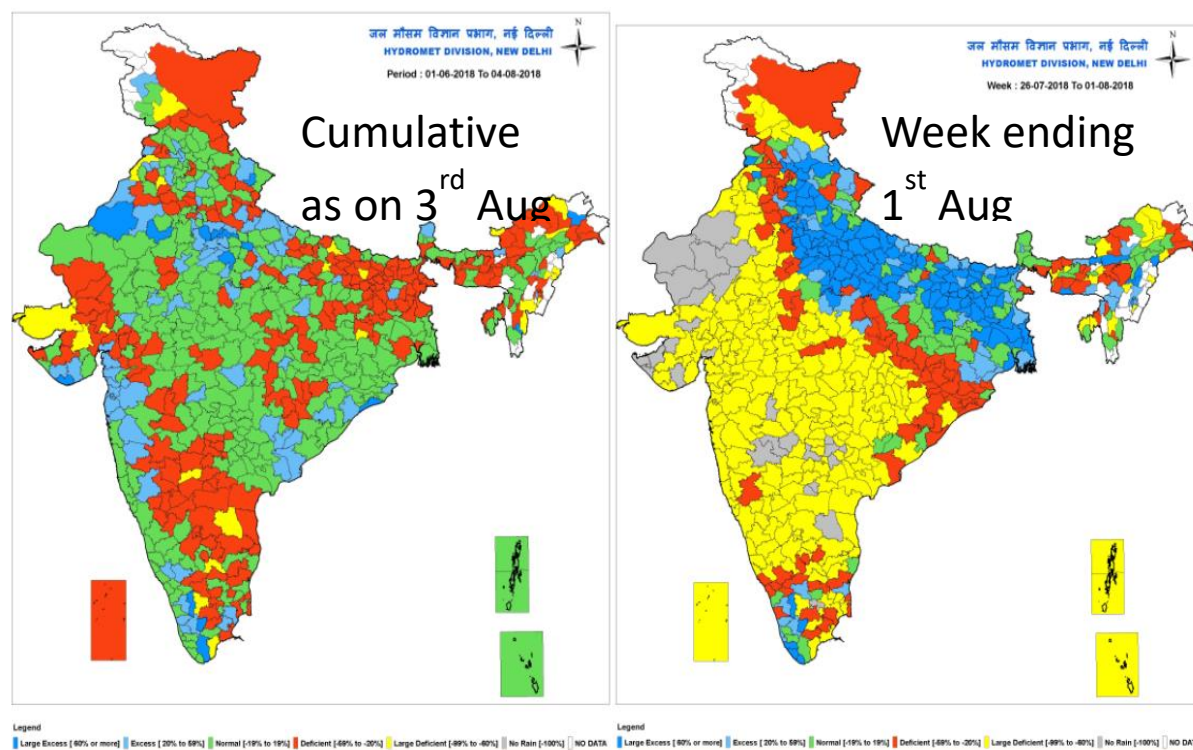 जल मौसम विज्ञान प्रभाग, नई दिल्ली
HYDROMET DIVISION, NEW DELHI
Period : 01-06-2018 To 04-08-2018
N
Cumulative
as on 3rd Aug
Legend
Large Excess [ 60% or more] Excess [ 20% to 59%] Normal [-19% to 19%] Deficient [-59% to -20%] Large Deficient [-99% to -60%] No Rain [-100%] NO DATA
जल मौसम विज्ञान प्रभाग, नई दिल्ली
HYDROMET DIVISION, NEW DELHI
Week : 26-07-2018 To 01-08-2018
N
Week ending
1st Aug
Legend
Large Excess [ 60% or more] Excess [ 20% to 59%] Normal [-19% to 19%] Deficient [-59% to -20%] Large Deficient [-99% to -60%] No Rain [-100%] NO DA